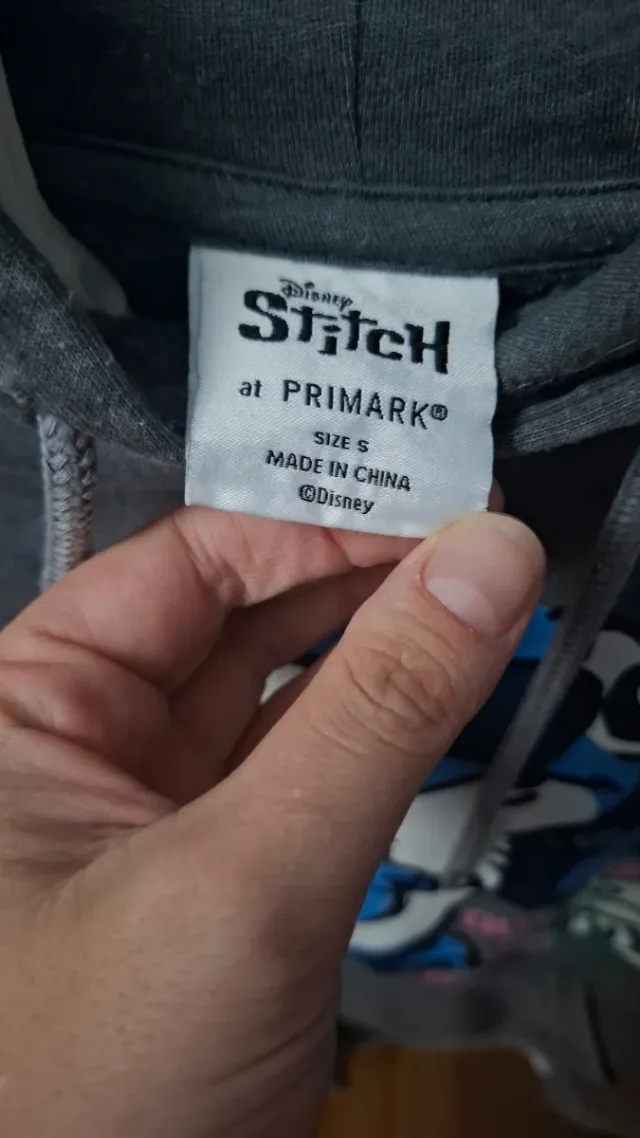 Disney
Stitch
at PRIMARK®
SIZE S
MADE IN CHINA
©Disney